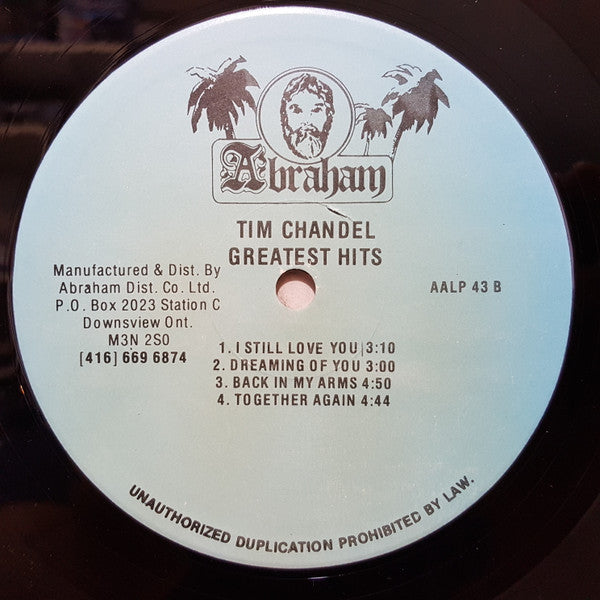 Abraham
TIM CHANDEL
GREATEST HITS
Manufactured & Dist. By
Abraham Dist. Co. Ltd.
P.O. Box 2023 Station C
Downsview Ont.
M3N 2S0
[416] 669 6874
AALP 43 B
1. I STILL LOVE YOU 3:10
2. DREAMING OF YOU 3:00
3. BACK IN MY ARMS 4:50
4. TOGETHER AGAIN 4:44
UNAUTHORIZED DUPLICATION PROHIBITED BY LAW.